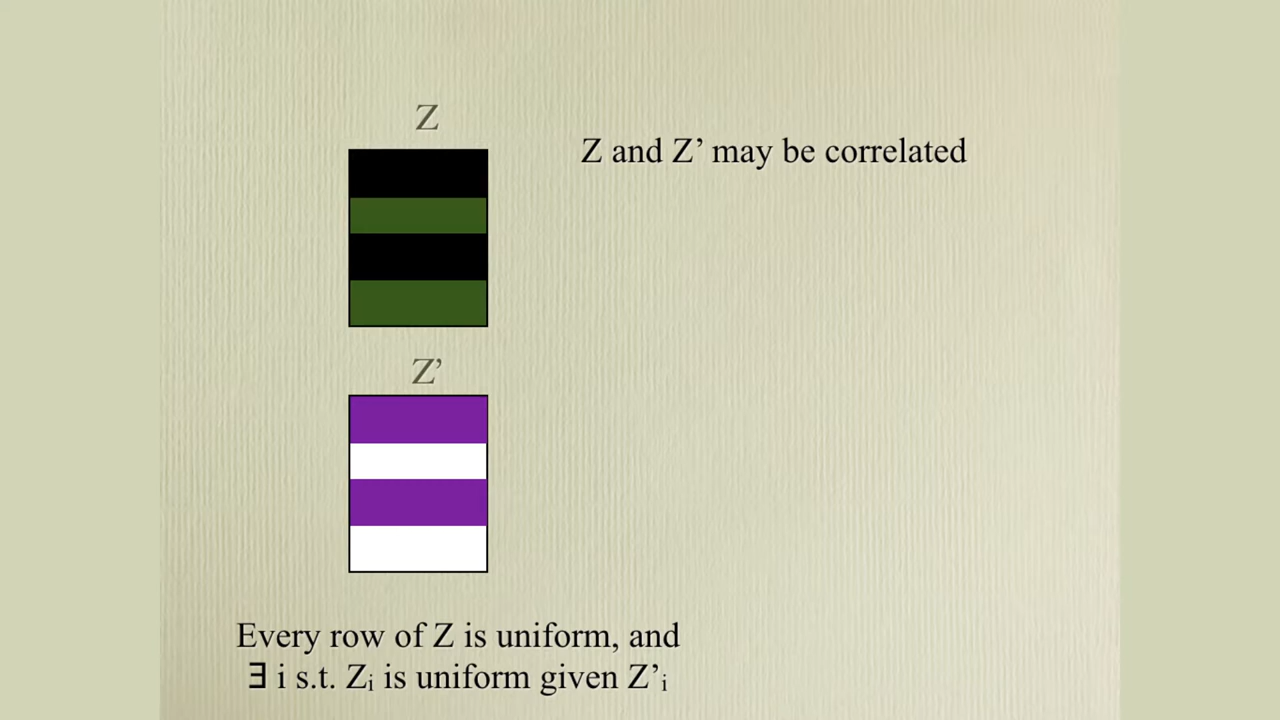 Z
Z and Z’ may be correlated
Z’
Every row of Z is uniform, and
∃ i s.t. Zᵢ is uniform given Z’ᵢ